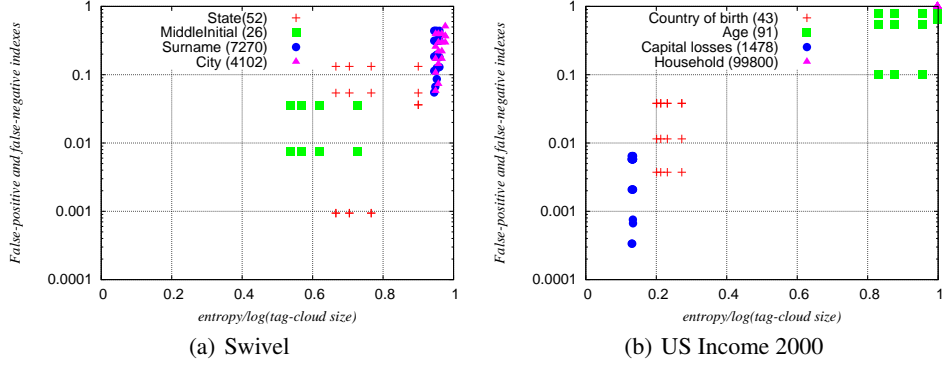 False-positive and false-negative indexes
1
0.1
0.01
0.001
0.0001
State(52)
MiddleInitial (26)
Surname (7270)
City (4102)
0
0.2
0.4
0.6
0.8
1
entropy/log(tag-cloud size)
(a) Swivel
False-positive and false-negative indexes
1
0.1
0.01
0.001
0.0001
Country of birth (43)
Age (91)
Capital losses (1478)
Household (99800)
0
0.2
0.4
0.6
0.8
1
entropy/log(tag-cloud size)
(b) US Income 2000